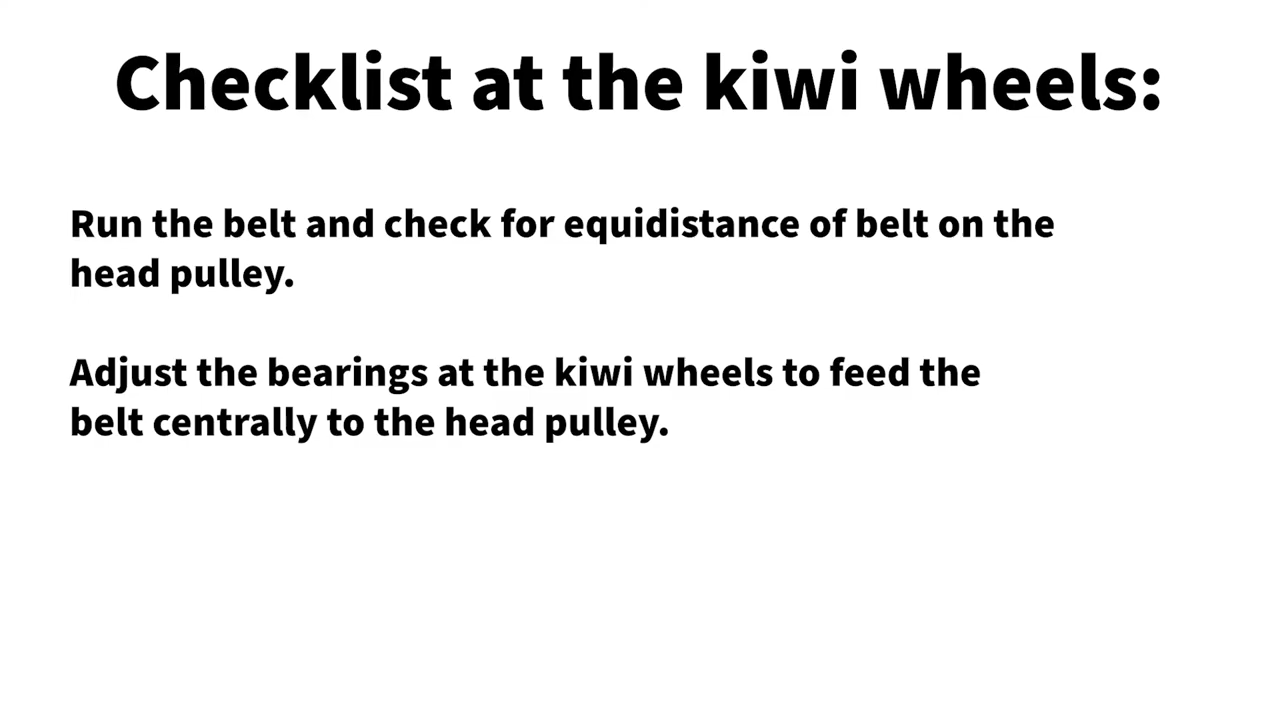 Checklist at the kiwi wheels:
Run the belt and check for equidistance of belt on the
head pulley.
Adjust the bearings at the kiwi wheels to feed the
belt centrally to the head pulley.